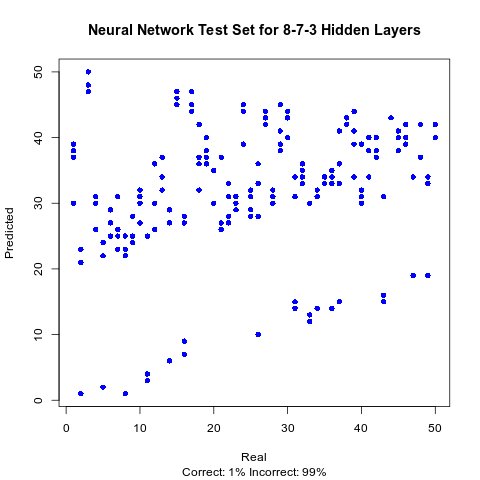 Neural Network Test Set for 8-7-3 Hidden Layers
Predicted
50
40
30
20
10
0
0 10 20 30 40 50
Real
Correct: 1% Incorrect: 99%